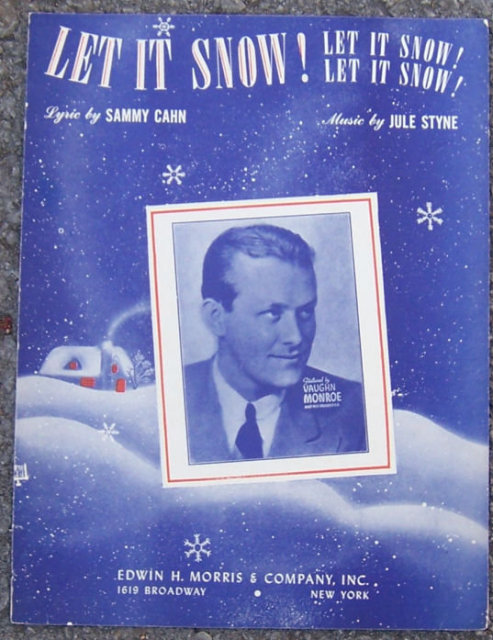 LET IT SNOW! LET IT SNOW!
LET IT SNOW!
Lyric by SAMMY CAHN
Music by JULE STYNE
Featured by
VAUGHN
MONROE
EDWIN H. MORRIS & COMPANY, INC.
1619 BROADWAY • NEW YORK